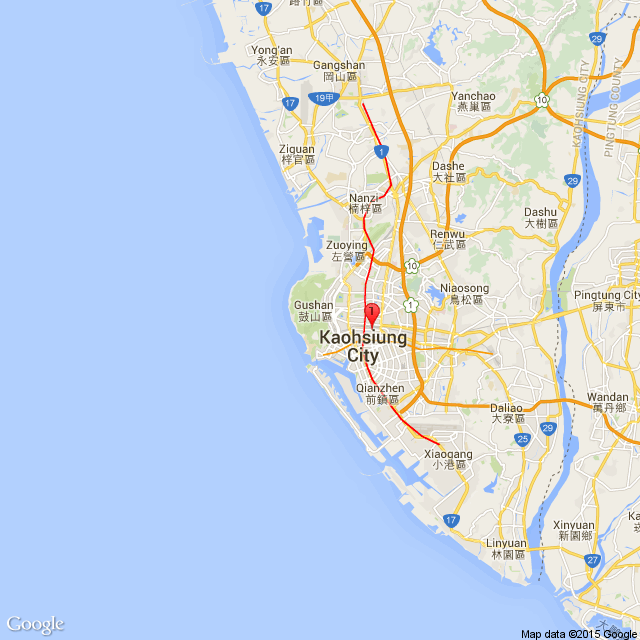 路竹區
17
Yong'an
永安區
Gangshan
岡山區
29
KAOHSIUNG CITY
PINGTUNG COUNTY
19甲
17
Yanchao
燕巢區
10
Ziquan
梓官區
1
Dashe
大社區
29
Nanzi
楠梓區
Dashu
大樹區
Zuoying
左營區
Renwu
仁武區
10
Niaosong
鳥松區
Pingtung City
屏東市
Gushan
鼓山區
1
1
Kaohsiung
City
Qianzhen
前鎮區
Wandan
萬丹鄉
Daliao
大寮區
29
25
Xiaogang
小港區
17
Xinyuan
新園鄉
Linyuan
林園區
27
Google
Map data ©2015 Google